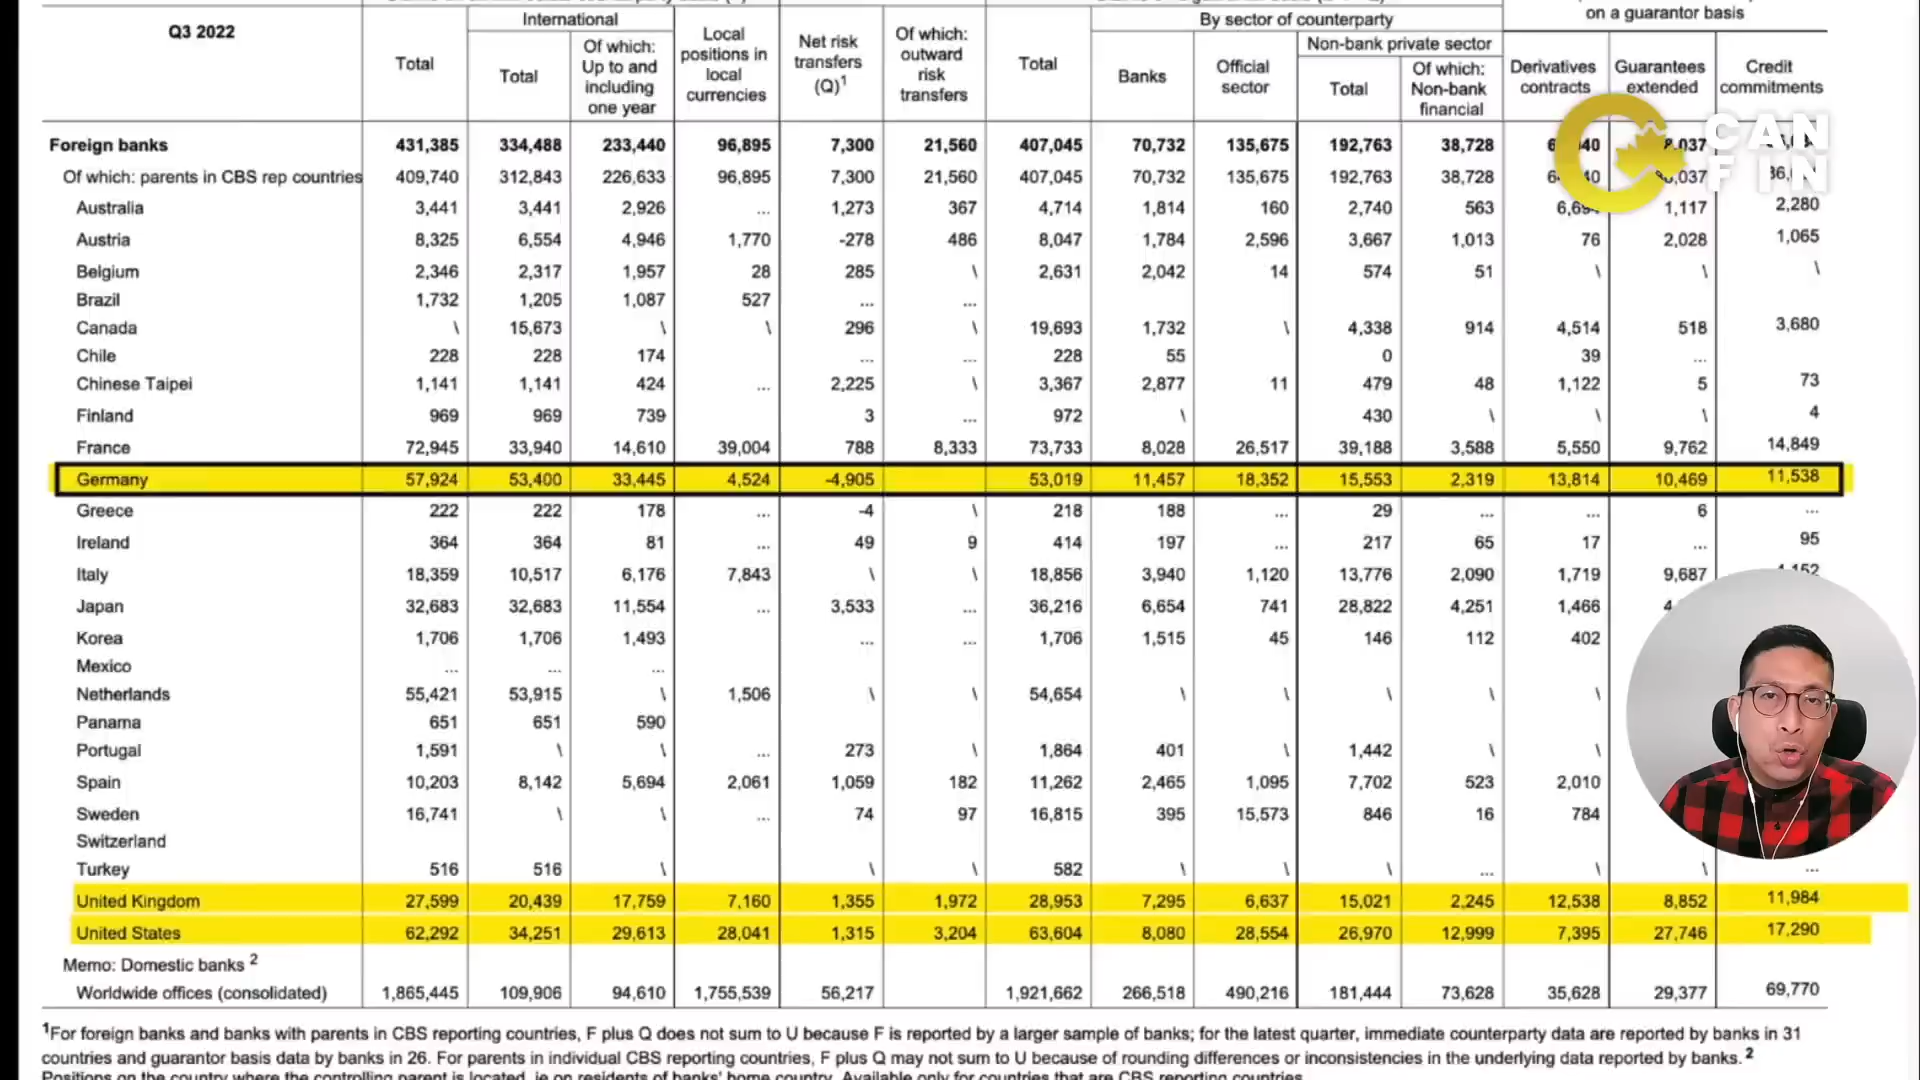 on a guarantor basis
Q3 2022
International
By sector of counterparty
Total
Total
Of which:
Up to and
including
one year
Local
positions in
local
currencies
Net risk
transfers
(Q)1
Of which:
outward
risk
transfers
Total
Banks
Official
sector
Non-bank private sector
Total
Of which:
Non-bank
financial
Derivatives
contracts
Guarantees
extended
Credit
commitments
CAN
FIN
Foreign banks 431,385 334,488 233,440 96,895 7,300 21,560 407,045 70,732 135,675 192,763 38,728
Of which: parents in CBS rep countries 409,740 312,843 226,633 96,895 7,300 21,560 407,045 70,732 135,675 192,763 38,728
Australia 3,441 3,441 2,926 ... 1,273 367 4,714 1,814 160 2,740 563 1,117 2,280
Austria 8,325 6,554 4,946 1,770 -278 486 8,047 1,784 2,596 3,667 1,013 76 2,028 1,065
Belgium 2,346 2,317 1,957 28 285 \ 2,631 2,042 14 574 51 \ \ \
Brazil 1,732 1,205 1,087 527 ... ...
Canada \ 15,673 \ \ 296 \ 19,693 1,732 \ 4,338 914 4,514 518 3,680
Chile 228 228 174 ... ... 228 55 0 39 ...
Chinese Taipei 1,141 1,141 424 ... 2,225 \ 3,367 2,877 11 479 48 1,122 5 73
Finland 969 969 739 3 ... 972 \ 430 \ \ \ 4
France 72,945 33,940 14,610 39,004 788 8,333 73,733 8,028 26,517 39,188 3,588 5,550 9,762 14,849
Germany 57,924 53,400 33,445 4,524 -4,905 53,019 11,457 18,352 15,553 2,319 13,814 10,469 11,538
Greece 222 222 178 ... -4 \ 218 188 ... 29 ... ... 6 ...
Ireland 364 364 81 ... 49 9 414 197 ... 217 65 17 ... 95
Italy 18,359 10,517 6,176 7,843 \ \ 18,856 3,940 1,120 13,776 2,090 1,719 9,687
Japan 32,683 32,683 11,554 ... 3,533 ... 36,216 6,654 741 28,822 4,251 1,466
Korea 1,706 1,706 1,493 ... ... 1,706 1,515 45 146 112 402
Mexico ... ... ...
Netherlands 55,421 53,915 \ 1,506 \ \ 54,654 \ \ \ \ \
Panama 651 651 590
Portugal 1,591 \ \ ... 273 \ 1,864 401 \ 1,442 \ \
Spain 10,203 8,142 5,694 2,061 1,059 182 11,262 2,465 1,095 7,702 523 2,010
Sweden 16,741 \ \ ... 74 97 16,815 395 15,573 846 16 784
Switzerland
Turkey 516 516 \ \ \ 582 \ \ \ ... \ \ ...
United Kingdom 27,599 20,439 17,759 7,160 1,355 1,972 28,953 7,295 6,637 15,021 2,245 12,538 8,852 11,984
United States 62,292 34,251 29,613 28,041 1,315 3,204 63,604 8,080 28,554 26,970 12,999 7,395 27,746 17,290
Memo: Domestic banks 2
Worldwide offices (consolidated) 1,865,445 109,906 94,610 1,755,539 56,217 1,921,662 266,518 490,216 181,444 73,628 35,628 29,377 69,770
1For foreign banks and banks with parents in CBS reporting countries, F plus Q does not sum to U because F is reported by a larger sample of banks; for the latest quarter, immediate counterparty data are reported by banks in 31
countries and guarantor basis data by banks in 26. For parents in individual CBS reporting countries, F plus Q may not sum to U because of rounding differences or inconsistencies in the underlying data reported by banks. 2
Positions on the country where the controlling parent is located, ie on residents of banks' home country. Available only for countries that are CBS reporting countries.